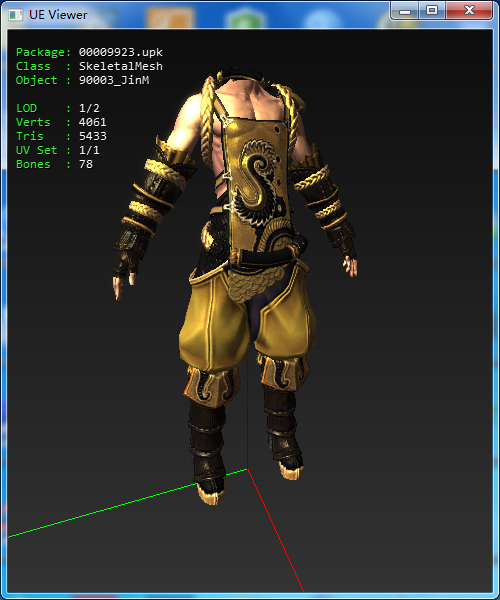 UE Viewer
Package: 00009923.upk
Class : SkeletalMesh
Object : 90003_JinM
LOD : 1/2
Verts : 4061
Tris : 5433
UV Set : 1/1
Bones : 78